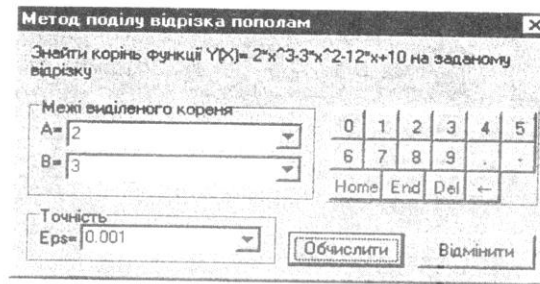 Метод поділу відрізка пополам
Знайти корінь функції Y(X)= 2*x^3-3*x^2-12*x+10 на заданому
відрізку
Межі виділеного кореня
A= 2
B= 3
0 1 2 3 4 5
6 7 8 9 . -
Home End Del ←
Точність
Eps= 0.001
Обчислити Відмінити